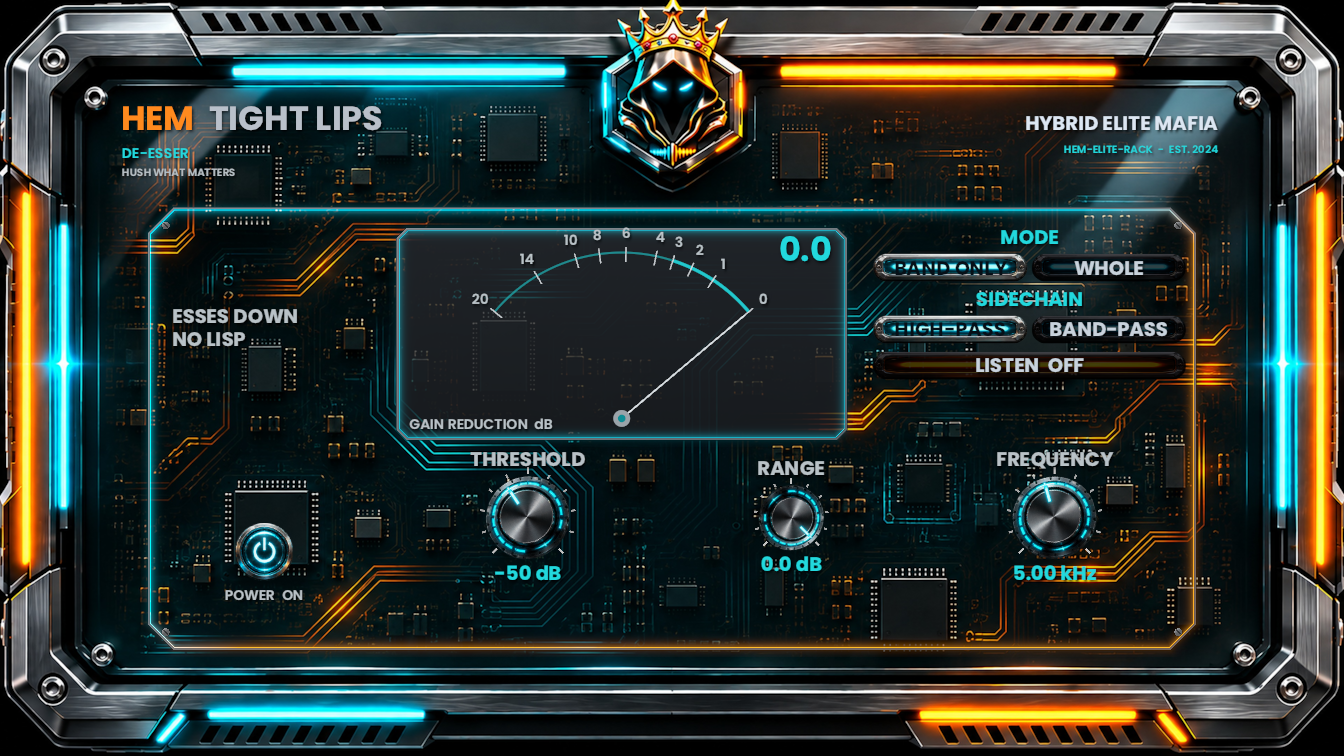 HEM TIGHT LIPS
DE-ESSER
HUSH WHAT MATTERS
HYBRID ELITE MAFIA
HEM-ELITE-RACK - EST. 2024
20 14 10 8 6 4 3 2 1 0
0.0
GAIN REDUCTION dB
MODE
BAND ONLY WHOLE
SIDECHAIN
HIGH-PASS BAND-PASS
LISTEN OFF
ESSES DOWN
NO LISP
THRESHOLD
-50 dB
RANGE
0.0 dB
FREQUENCY
5.00 kHz
POWER ON